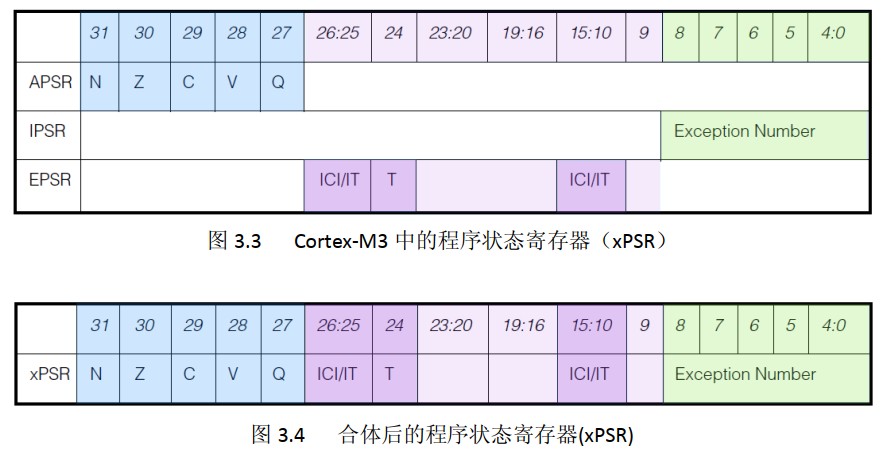 31 30 29 28 27 26:25 24 23:20 19:16 15:10 9 8 7 6 5 4:0
APSR N Z C V Q
IPSR Exception Number
EPSR ICI/IT T ICI/IT
图 3.3 Cortex-M3 中的程序状态寄存器（xPSR）
31 30 29 28 27 26:25 24 23:20 19:16 15:10 9 8 7 6 5 4:0
xPSR N Z C V Q ICI/IT T ICI/IT Exception Number
图 3.4 合体后的程序状态寄存器(xPSR)